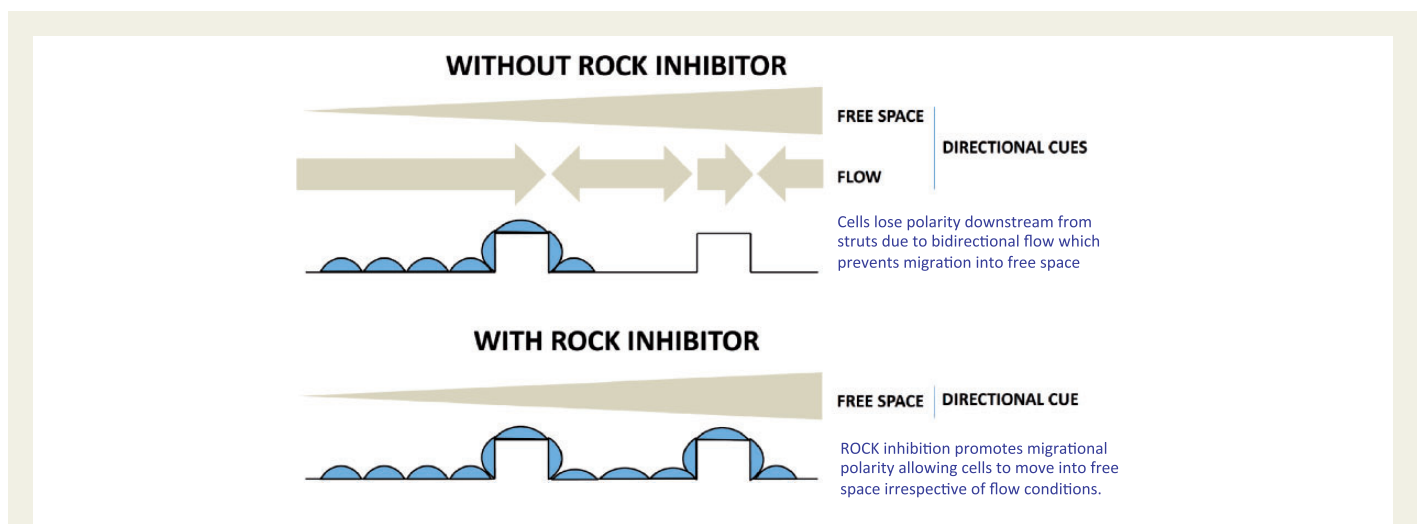 WITHOUT ROCK INHIBITOR
FREE SPACE
DIRECTIONAL CUES
FLOW
Cells lose polarity downstream from
struts due to bidirectional flow which
prevents migration into free space
WITH ROCK INHIBITOR
FREE SPACE
DIRECTIONAL CUE
ROCK inhibition promotes migrational
polarity allowing cells to move into free
space irrespective of flow conditions.